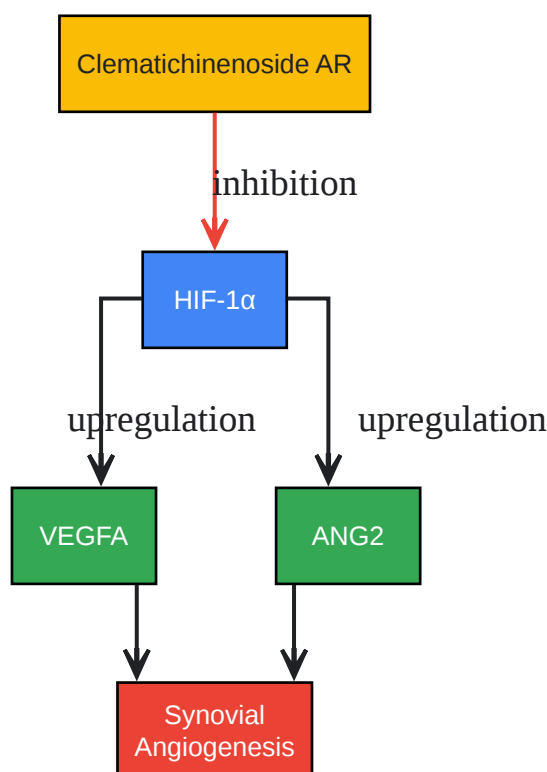 Clematichinenoside AR
inhibition
HIF-1α
upregulation
upregulation
VEGFA
ANG2
Synovial
Angiogenesis